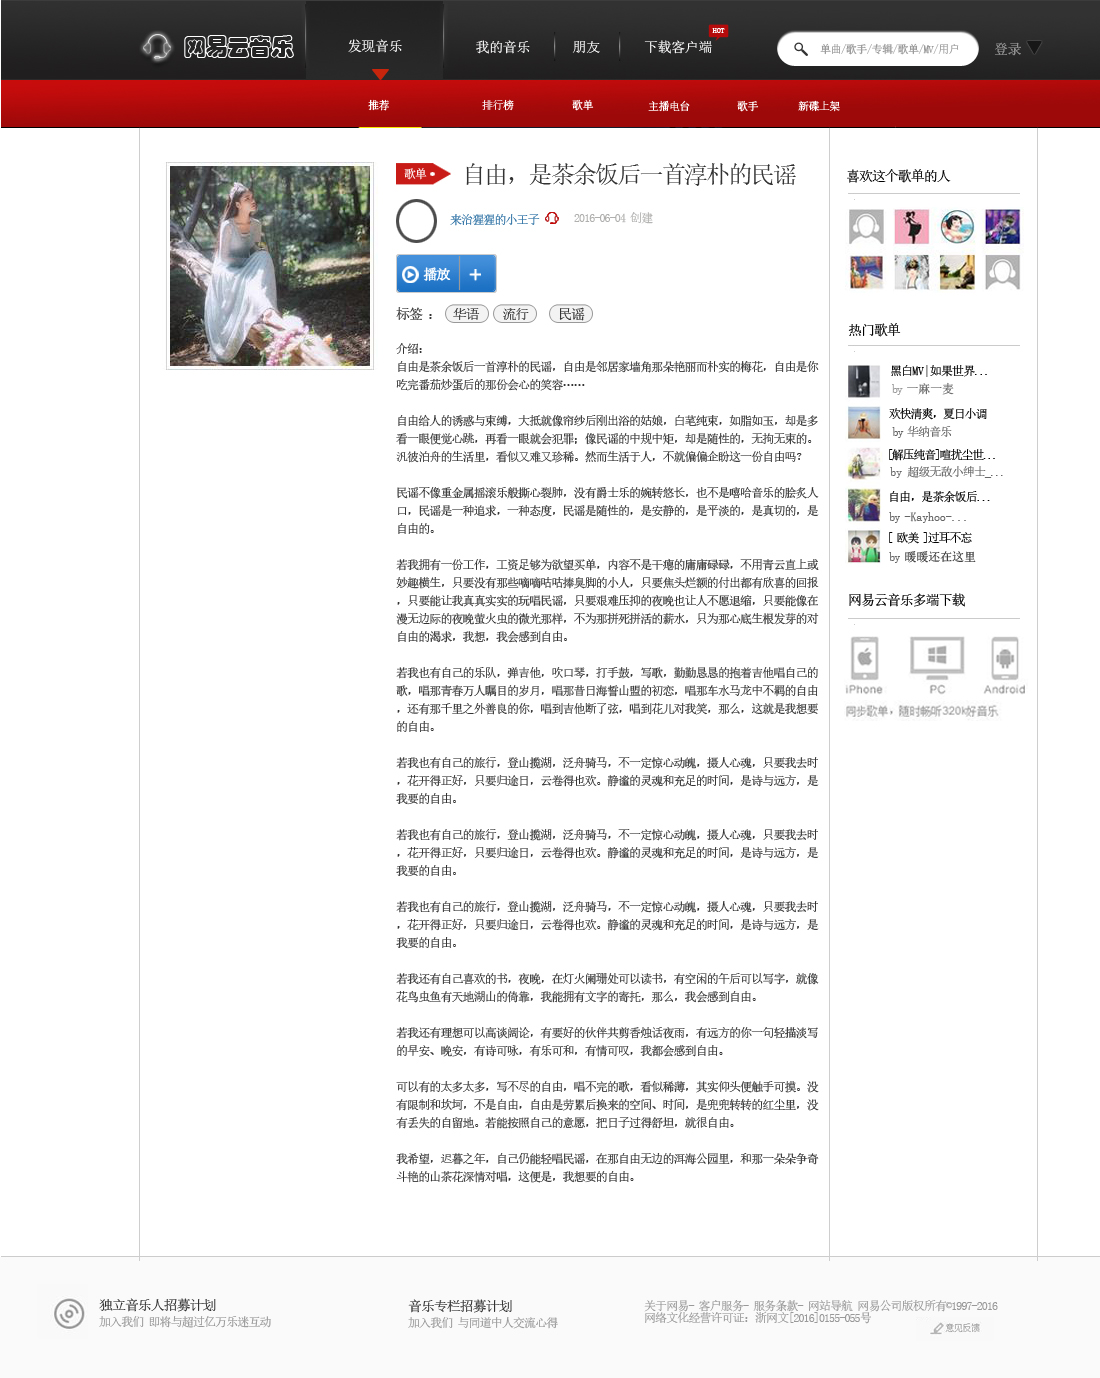 网易云音乐
发现音乐
我的音乐
朋友
下载客户端
HOT
单曲/歌手/专辑/歌单/MV/用户
登录
推荐
排行榜
歌单
主播电台
歌手
新碟上架
歌单
自由，是茶余饭后一首淳朴的民谣
来治猩猩的小王子
2016-06-04 创建
播放 +
标签 ： 华语 流行 民谣
介绍：
自由是茶余饭后一首淳朴的民谣，自由是邻居家墙角那朵艳丽而朴实的梅花，自由是你
吃完番茄炒蛋后的那份会心的笑容……
自由给人的诱惑与束缚，大抵就像帘纱后刚出浴的姑娘，白笔纯束，如脂如玉，却是多
看一眼便觉心跳，再看一眼就会犯罪；像民谣的中规中矩，却是随性的，无拘无束的。
汎彼泊舟的生活里，看似又难又珍稀。然而生活于人，不就偏偏企盼这一份自由吗？
民谣不像重金属摇滚乐般撕心裂肺，没有爵士乐的婉转悠长，也不是嘻哈音乐的脍炙人
口，民谣是一种追求，一种态度，民谣是随性的，是安静的，是平淡的，是真切的，是
自由的。
若我拥有一份工作，工资足够为欲望买单，内容不是干瘪的庸庸碌碌，不用青云直上或
妙趣横生，只要没有那些嘀嘀咕咕捧臭脚的小人，只要焦头烂额的付出都有欣喜的回报
，只要能让我真真实实的玩唱民谣，只要艰难压抑的夜晚也让人不愿退缩，只要能像在
漫无边际的夜晚萤火虫的微光那样，不为那拼死拼活的薪水，只为那心底生根发芽的对
自由的渴求，我想，我会感到自由。
若我也有自己的乐队，弹吉他，吹口琴，打手鼓，写歌，勤勤恳恳的抱着吉他唱自己的
歌，唱那青春万人瞩目的岁月，唱那昔日海誓山盟的初恋，唱那车水马龙中不羁的自由
，还有那千里之外善良的你，唱到吉他断了弦，唱到花儿对我笑，那么，这就是我想要
的自由。
若我也有自己的旅行，登山揽湖，泛舟骑马，不一定惊心动魄，摄人心魂，只要我去时
，花开得正好，只要归途日，云卷得也欢。静谧的灵魂和充足的时间，是诗与远方，是
我要的自由。
若我也有自己的旅行，登山揽湖，泛舟骑马，不一定惊心动魄，摄人心魂，只要我去时
，花开得正好，只要归途日，云卷得也欢。静谧的灵魂和充足的时间，是诗与远方，是
我要的自由。
若我也有自己的旅行，登山揽湖，泛舟骑马，不一定惊心动魄，摄人心魂，只要我去时
，花开得正好，只要归途日，云卷得也欢。静谧的灵魂和充足的时间，是诗与远方，是
我要的自由。
若我还有自己喜欢的书，夜晚，在灯火阑珊处可以读书，有空闲的午后可以写字，就像
花鸟虫鱼有天地湖山的倚靠，我能拥有文字的寄托，那么，我会感到自由。
若我还有理想可以高谈阔论，有要好的伙伴共剪香烛话夜雨，有远方的你一句轻描淡写
的早安、晚安，有诗可咏，有乐可和，有情可叹，我都会感到自由。
可以有的太多太多，写不尽的自由，唱不完的歌，看似稀薄，其实仰头便触手可摸。没
有限制和坎坷，不是自由，自由是劳累后换来的空间、时间，是兜兜转转的红尘里，没
有丢失的自留地。若能按照自己的意愿，把日子过得舒坦，就很自由。
我希望，迟暮之年，自己仍能轻唱民谣，在那自由无边的洱海公园里，和那一朵朵争奇
斗艳的山茶花深情对唱，这便是，我想要的自由。
喜欢这个歌单的人
热门歌单
黑白MV|如果世界...
by 一麻一麦
欢快清爽，夏日小调
by 华纳音乐
[解压纯音]喧扰尘世...
by 超级无敌小绅士_...
自由，是茶余饭后...
by -Kayhoo-...
[ 欧美 ]过耳不忘
by 暖暖还在这里
网易云音乐多端下载
iPhone PC Android
同步歌单，随时畅听320k好音乐
独立音乐人招募计划
加入我们 即将与超过亿万乐迷互动
音乐专栏招募计划
加入我们 与同道中人交流心得
关于网易- 客户服务- 服务条款- 网站导航 网易公司版权所有©1997-2016
网络文化经营许可证：浙网文[2016]0155-055号
意见反馈